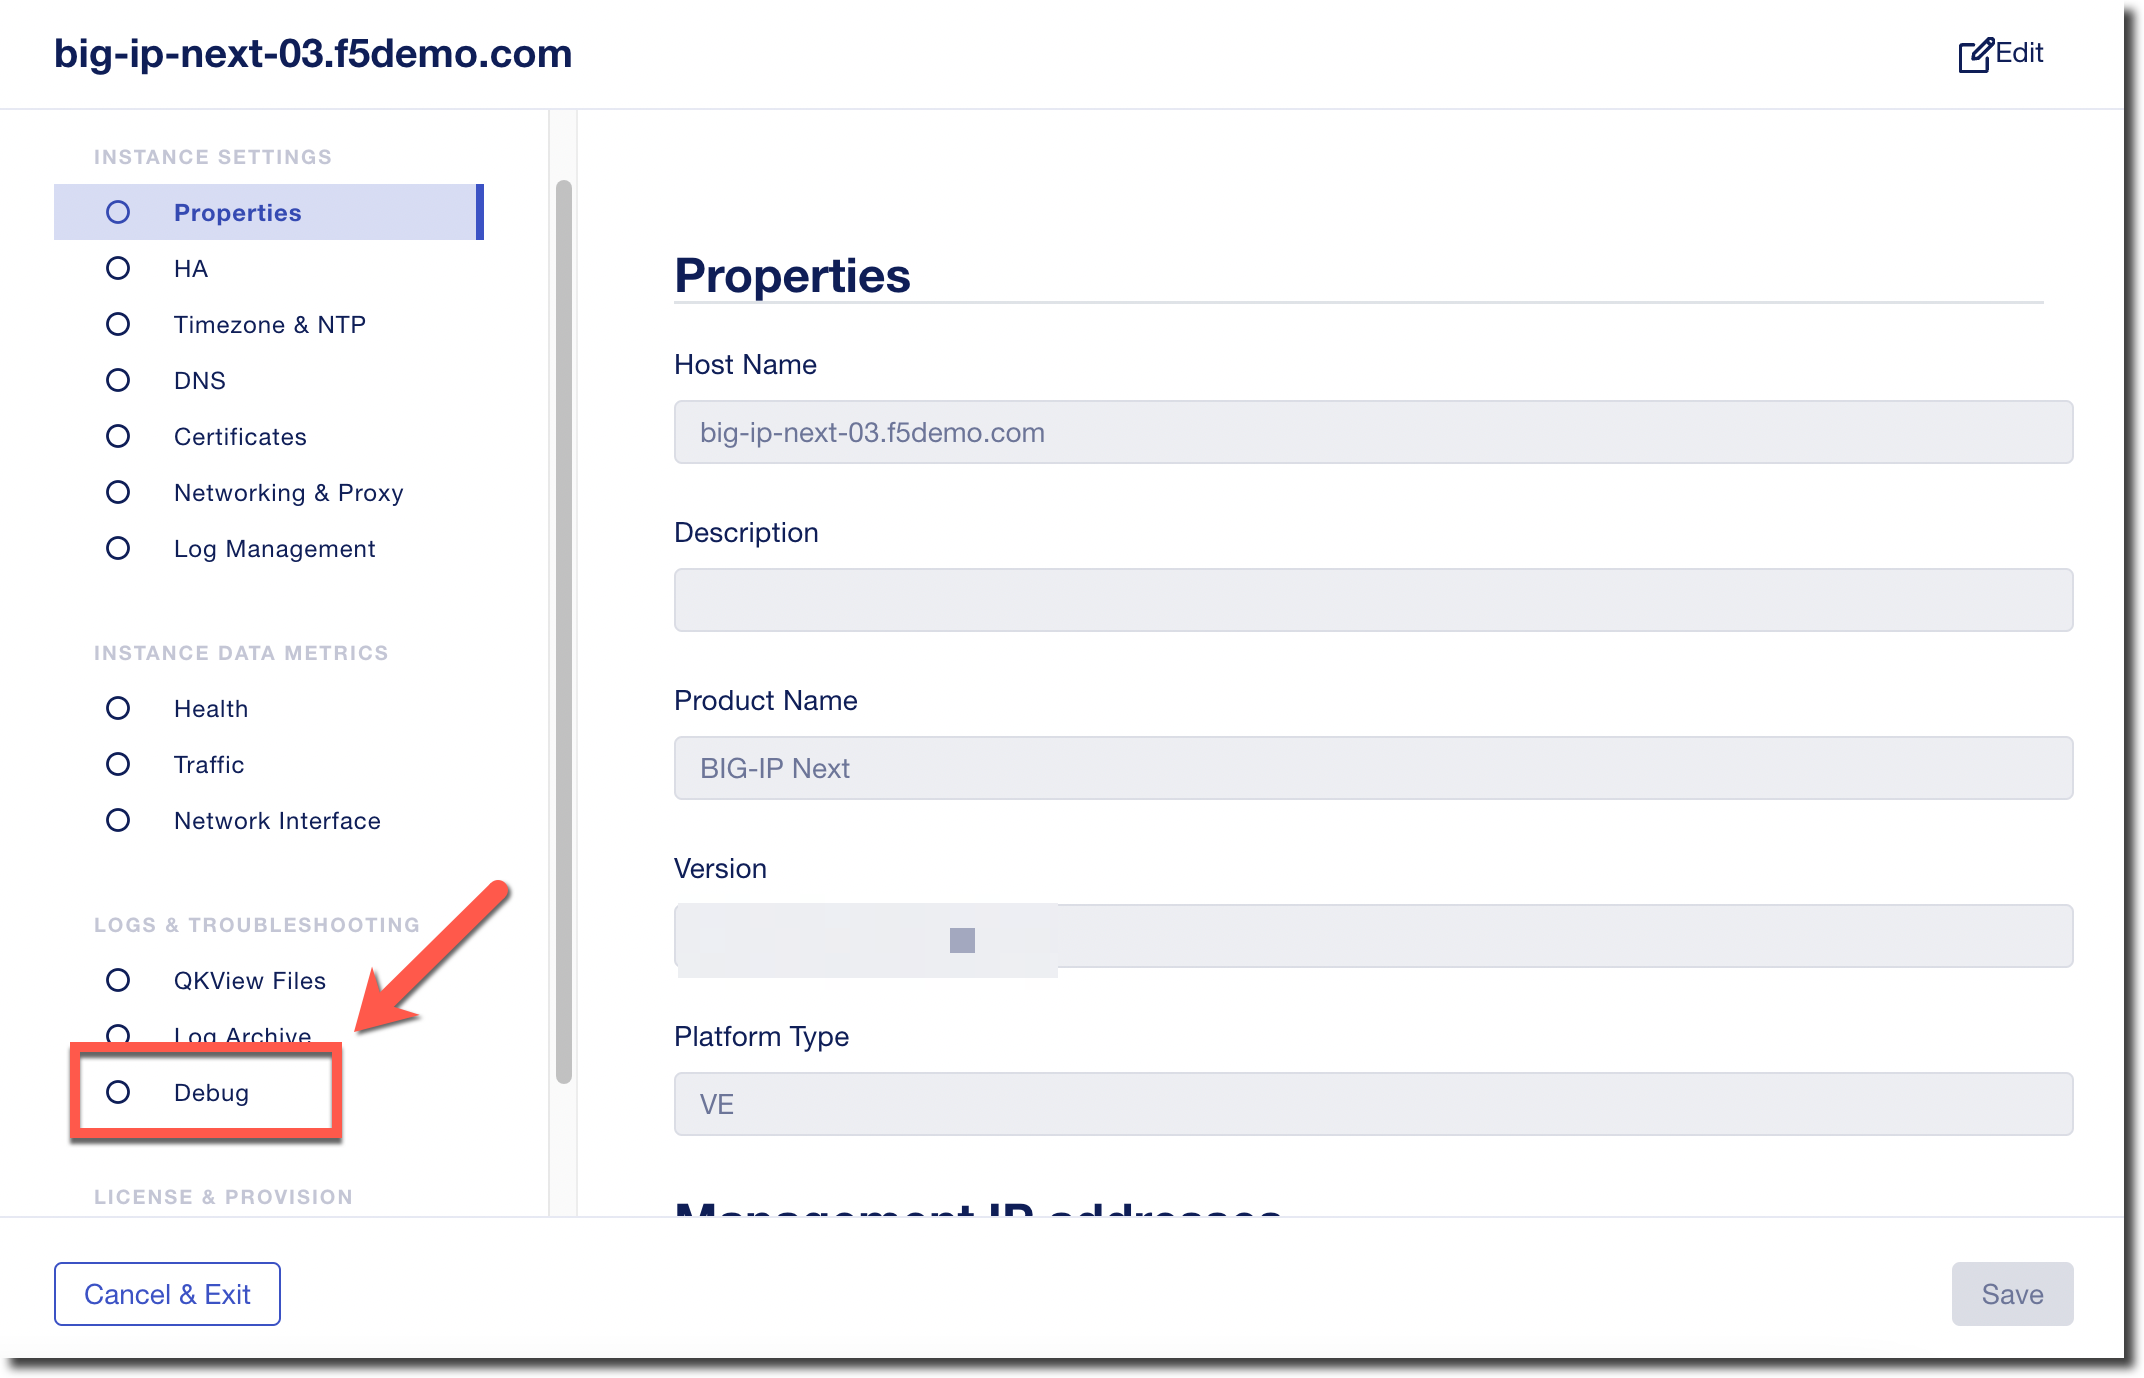 big-ip-next-03.f5demo.com
Edit
INSTANCE SETTINGS
Properties
HA
Timezone & NTP
DNS
Certificates
Networking & Proxy
Log Management
INSTANCE DATA METRICS
Health
Traffic
Network Interface
LOGS & TROUBLESHOOTING
QKView Files
Log Archive
Debug
LICENSE & PROVISION
Properties
Host Name
big-ip-next-03.f5demo.com
Description
Product Name
BIG-IP Next
Version
Platform Type
VE
Management IP addresses
Cancel & Exit
Save